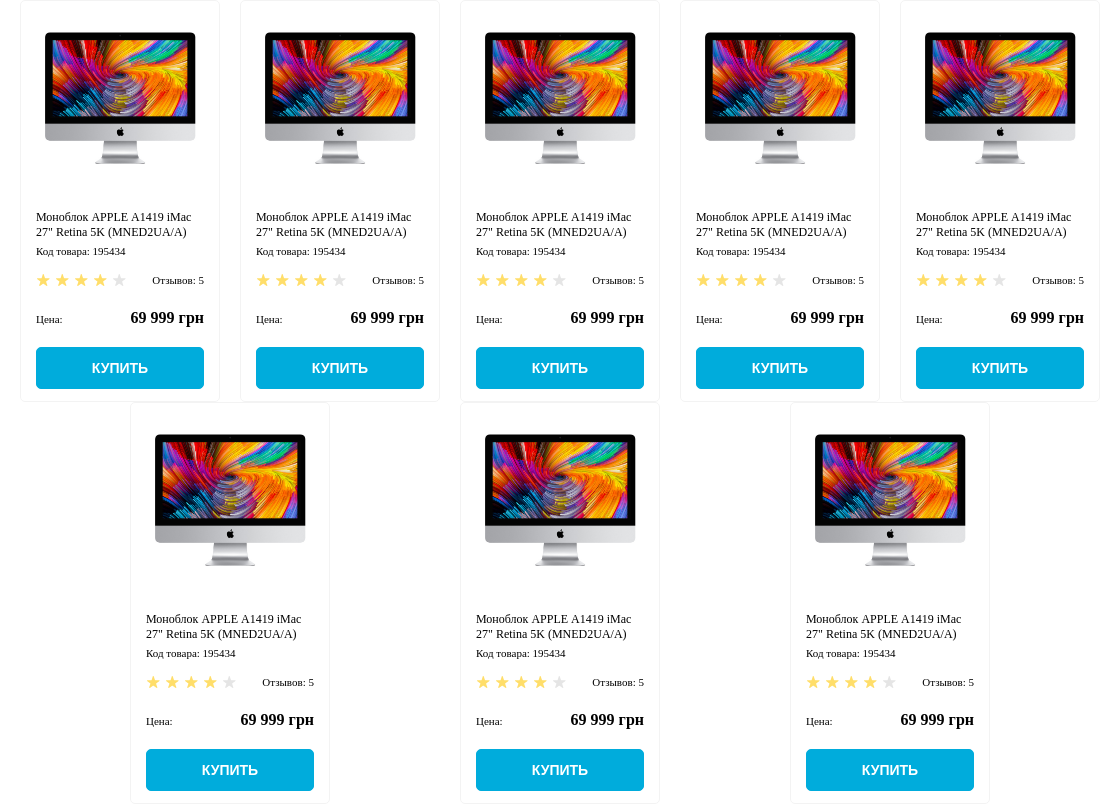 Моноблок APPLE A1419 iMac
27" Retina 5K (MNED2UA/A)
Код товара: 195434
Отзывов: 5
Цена: 69 999 грн
КУПИТЬ
Моноблок APPLE A1419 iMac
27" Retina 5K (MNED2UA/A)
Код товара: 195434
Отзывов: 5
Цена: 69 999 грн
КУПИТЬ
Моноблок APPLE A1419 iMac
27" Retina 5K (MNED2UA/A)
Код товара: 195434
Отзывов: 5
Цена: 69 999 грн
КУПИТЬ
Моноблок APPLE A1419 iMac
27" Retina 5K (MNED2UA/A)
Код товара: 195434
Отзывов: 5
Цена: 69 999 грн
КУПИТЬ
Моноблок APPLE A1419 iMac
27" Retina 5K (MNED2UA/A)
Код товара: 195434
Отзывов: 5
Цена: 69 999 грн
КУПИТЬ
Моноблок APPLE A1419 iMac
27" Retina 5K (MNED2UA/A)
Код товара: 195434
Отзывов: 5
Цена: 69 999 грн
КУПИТЬ
Моноблок APPLE A1419 iMac
27" Retina 5K (MNED2UA/A)
Код товара: 195434
Отзывов: 5
Цена: 69 999 грн
КУПИТЬ
Моноблок APPLE A1419 iMac
27" Retina 5K (MNED2UA/A)
Код товара: 195434
Отзывов: 5
Цена: 69 999 грн
КУПИТЬ